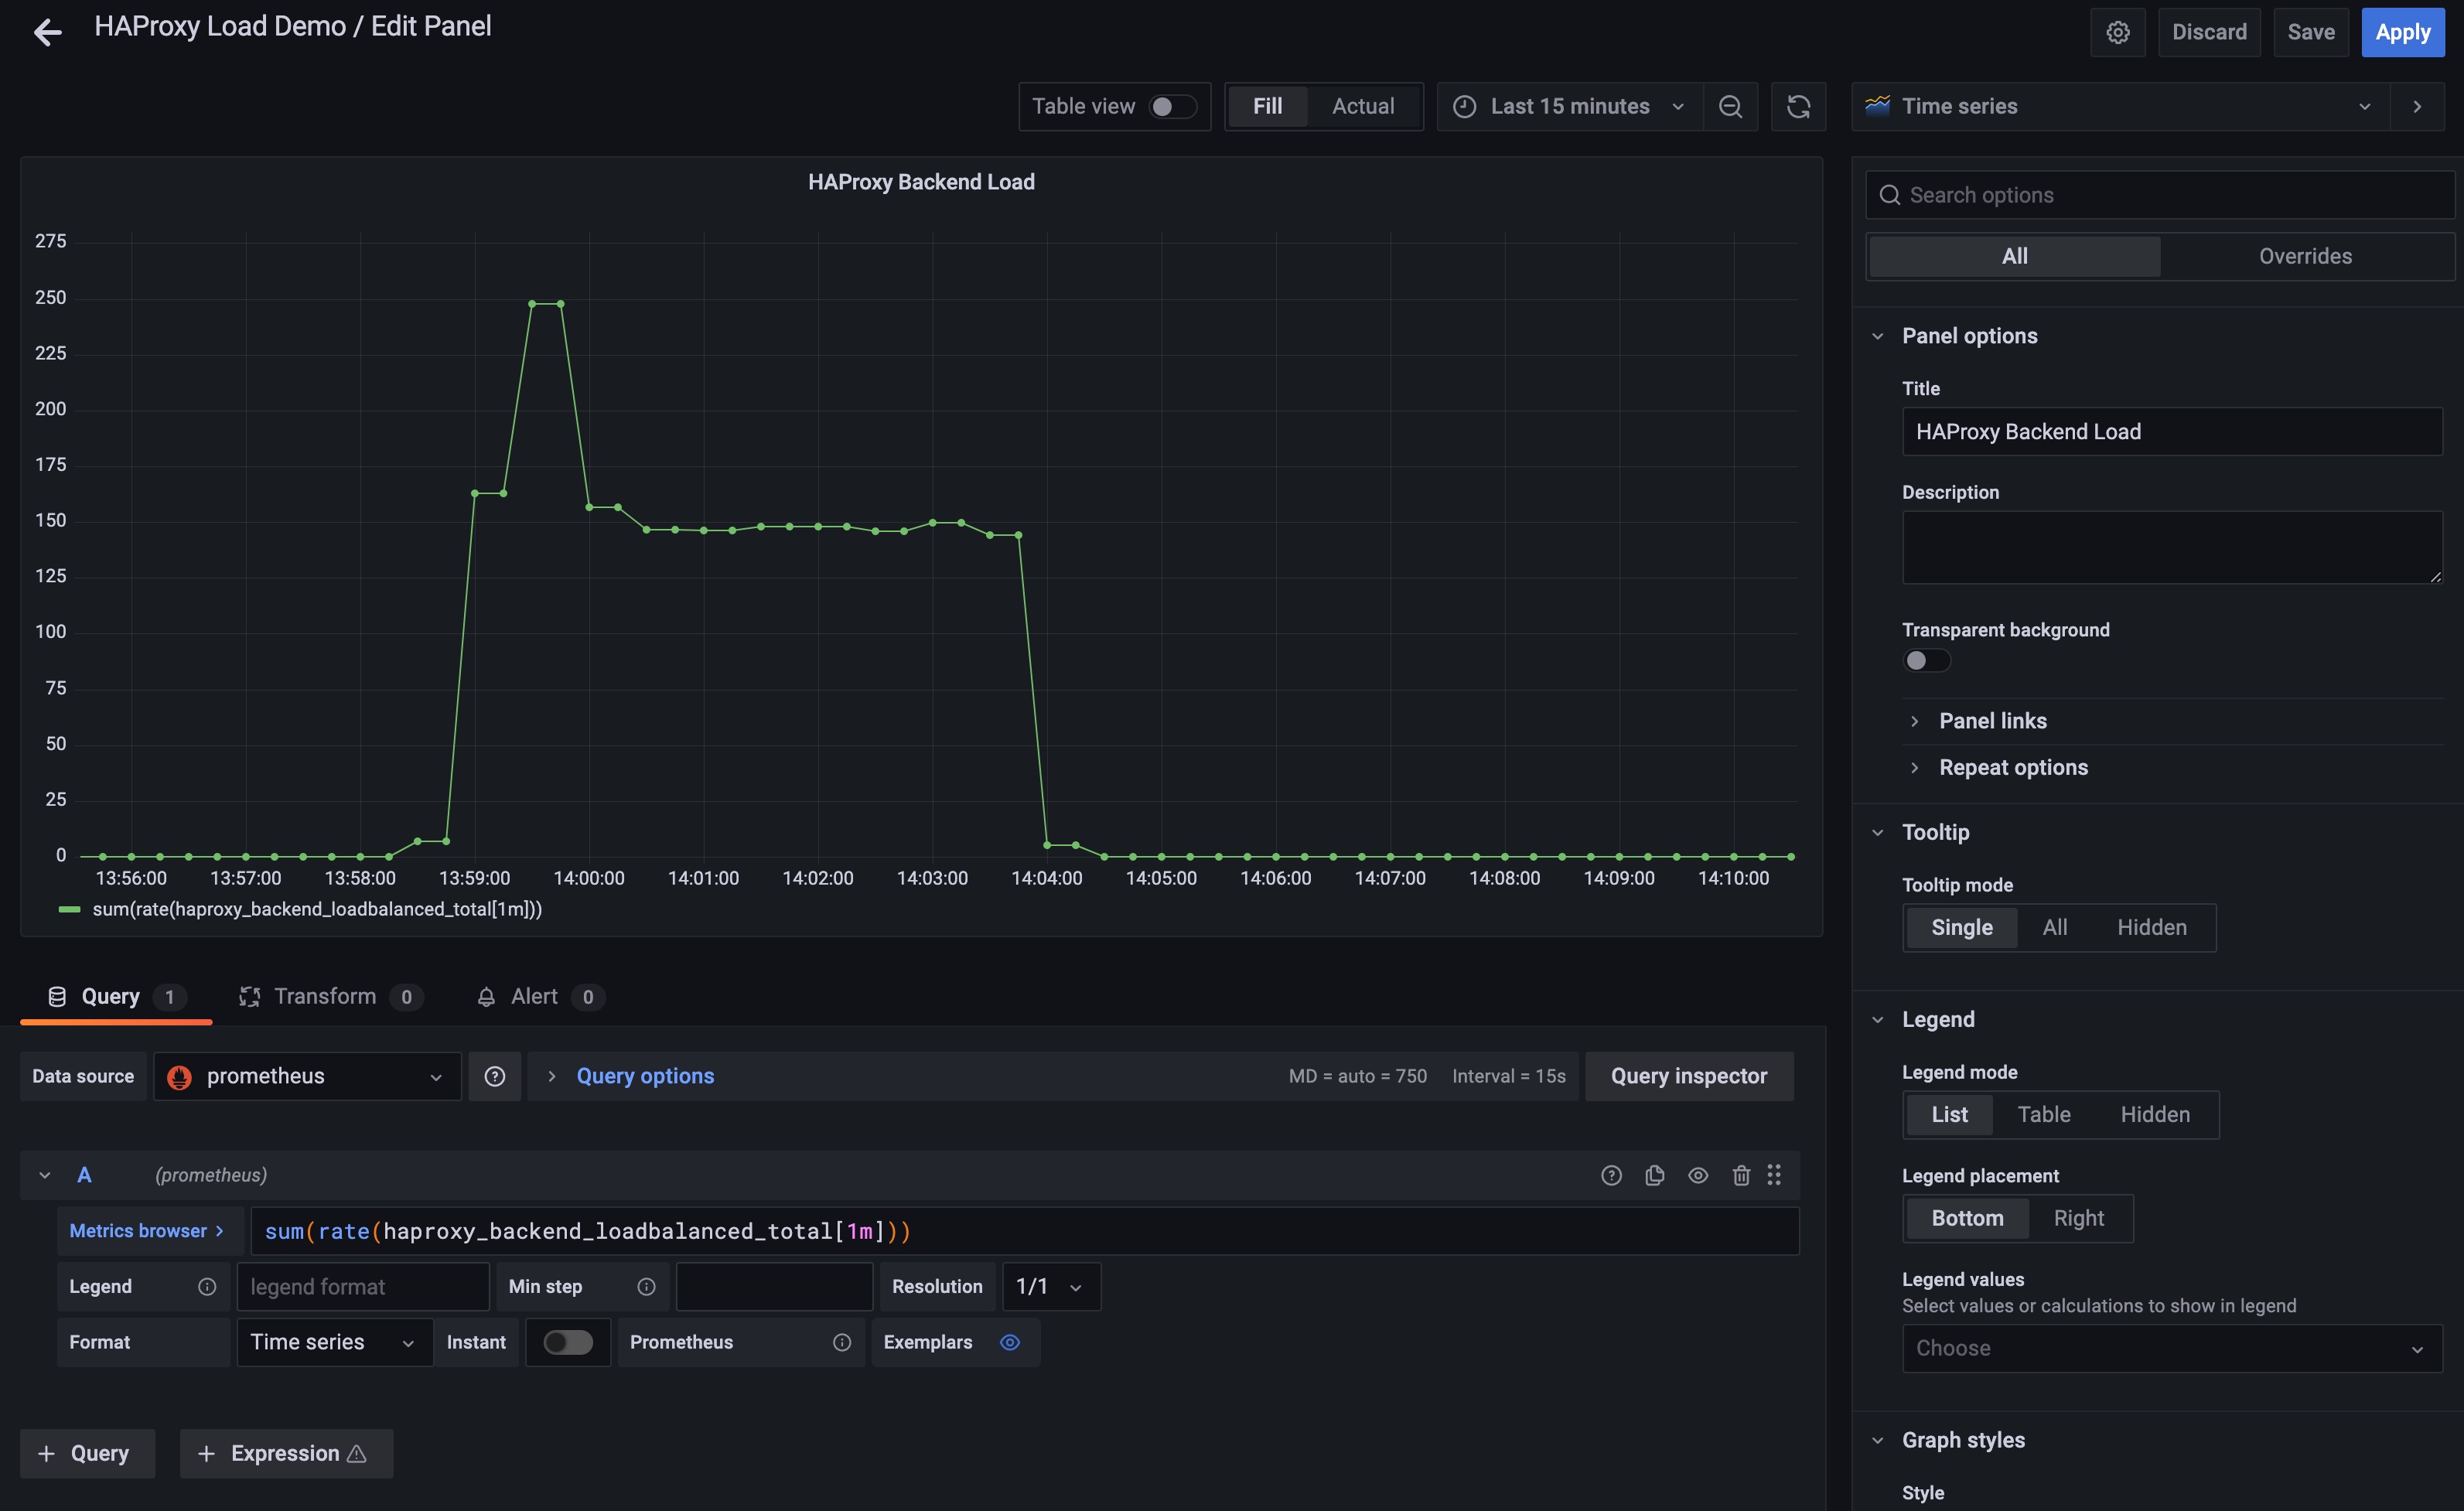 HAProxy Load Demo / Edit Panel
Discard
Save
Apply
Table view
Fill
Actual
Last 15 minutes
Time series
HAProxy Backend Load
275
250
225
200
175
150
125
100
75
50
25
0
13:56:00 13:57:00 13:58:00 13:59:00 14:00:00 14:01:00 14:02:00 14:03:00 14:04:00 14:05:00 14:06:00 14:07:00 14:08:00 14:09:00 14:10:00
sum(rate(haproxy_backend_loadbalanced_total[1m]))
Query 1
Transform 0
Alert 0
Data source
prometheus
Query options
MD = auto = 750
Interval = 15s
Query inspector
A
(prometheus)
Metrics browser >
sum(rate(haproxy_backend_loadbalanced_total[1m]))
Legend
legend format
Min step
Resolution
1/1
Format
Time series
Instant
Prometheus
Exemplars
+ Query
+ Expression
Search options
All
Overrides
Panel options
Title
HAProxy Backend Load
Description
Transparent background
Panel links
Repeat options
Tooltip
Tooltip mode
Single
All
Hidden
Legend
Legend mode
List
Table
Hidden
Legend placement
Bottom
Right
Legend values
Select values or calculations to show in legend
Choose
Graph styles
Style